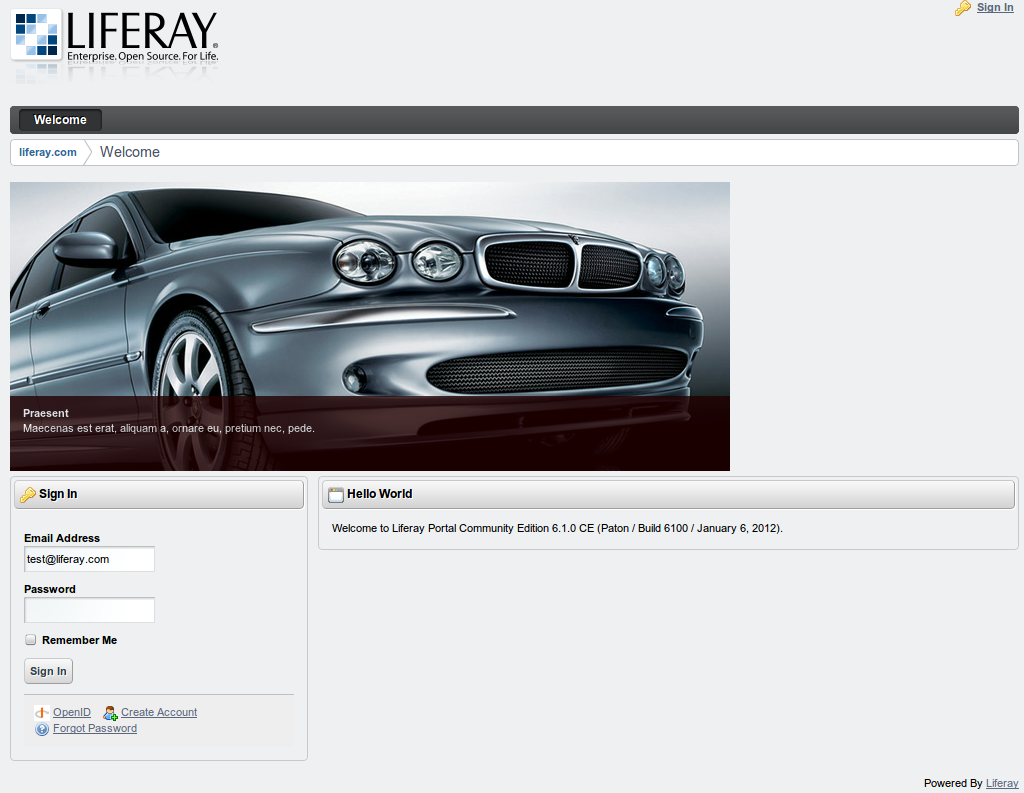 LIFERAY®
Enterprise. Open Source. For Life.
Sign In
Welcome
liferay.com
Welcome
Praesent
Maecenas est erat, aliquam a, ornare eu, pretium nec, pede.
Sign In
Email Address
test@liferay.com
Password
Remember Me
Sign In
OpenID Create Account
Forgot Password
Hello World
Welcome to Liferay Portal Community Edition 6.1.0 CE (Paton / Build 6100 / January 6, 2012).
Powered By Liferay